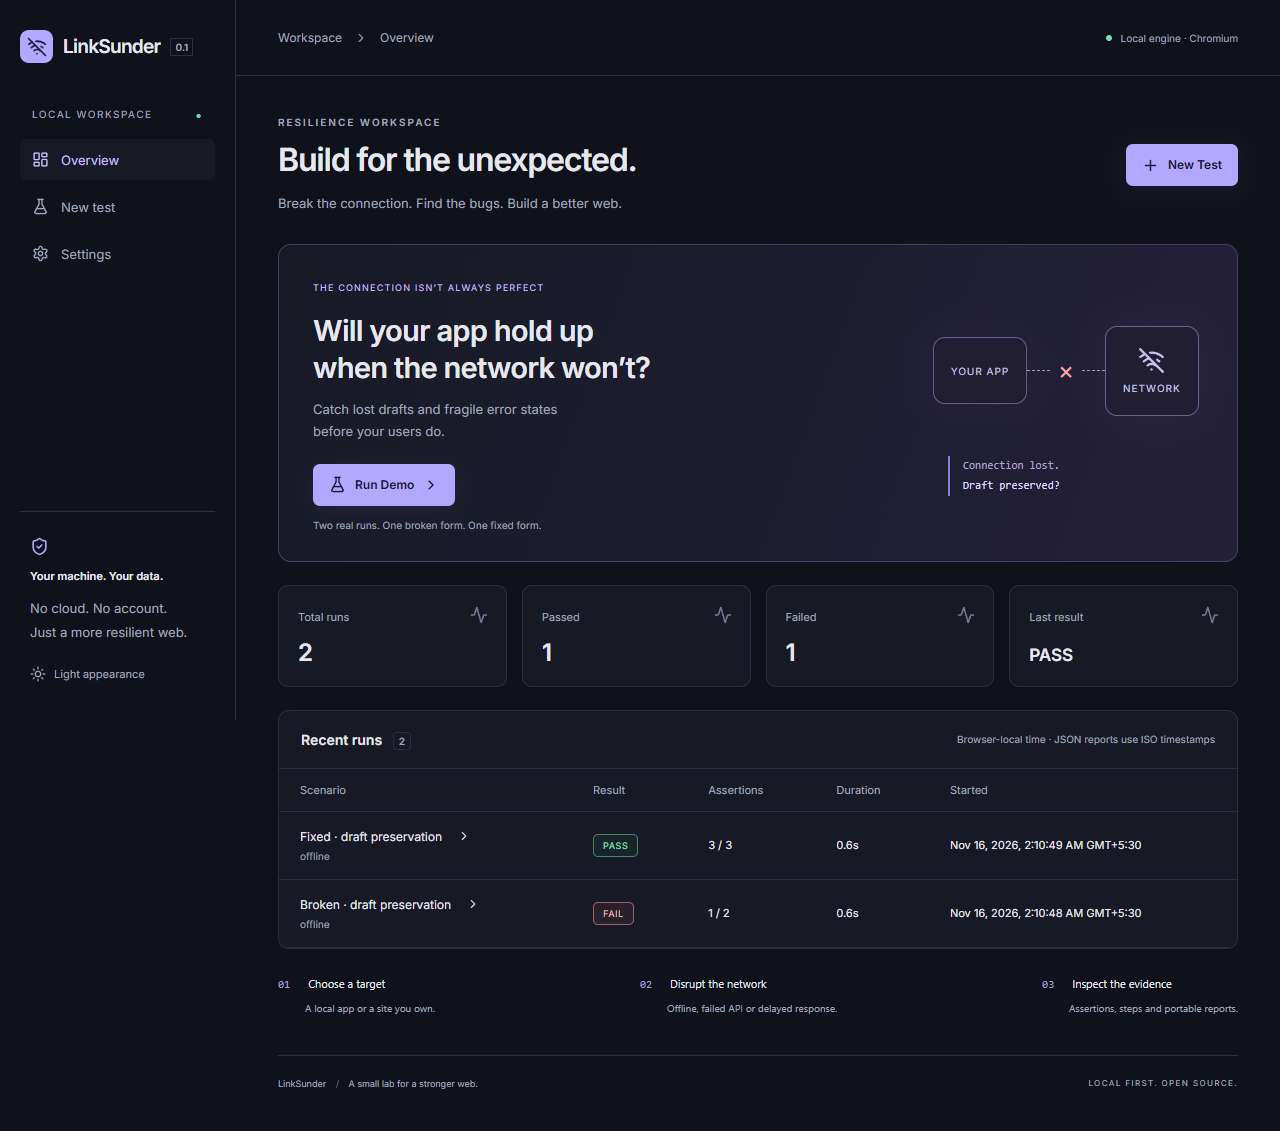 LinkSunder 0.1
LOCAL WORKSPACE
Overview
New test
Settings
Your machine. Your data.
No cloud. No account.
Just a more resilient web.
Light appearance
Workspace Overview
Local engine · Chromium
RESILIENCE WORKSPACE
Build for the unexpected.
Break the connection. Find the bugs. Build a better web.
New Test
THE CONNECTION ISN'T ALWAYS PERFECT
Will your app hold up
when the network won't?
Catch lost drafts and fragile error states
before your users do.
Run Demo
Two real runs. One broken form. One fixed form.
YOUR APP
NETWORK
Connection lost.
Draft preserved?
Total runs
2
Passed
1
Failed
1
Last result
PASS
Recent runs 2
Browser-local time · JSON reports use ISO timestamps
Scenario Result Assertions Duration Started
Fixed · draft preservation PASS 3 / 3 0.6s Nov 16, 2026, 2:10:49 AM GMT+5:30
offline
Broken · draft preservation FAIL 1 / 2 0.6s Nov 16, 2026, 2:10:48 AM GMT+5:30
offline
01 Choose a target
A local app or a site you own.
02 Disrupt the network
Offline, failed API or delayed response.
03 Inspect the evidence
Assertions, steps and portable reports.
LinkSunder / A small lab for a stronger web.
LOCAL FIRST. OPEN SOURCE.